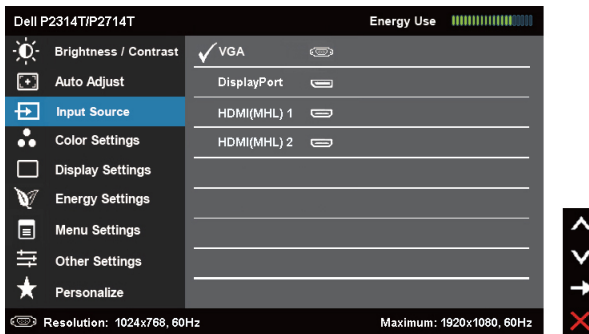 Dell P2314T/P2714T Energy Use
Brightness / Contrast VGA
Auto Adjust DisplayPort
Input Source HDMI(MHL) 1
Color Settings HDMI(MHL) 2
Display Settings
Energy Settings
Menu Settings
Other Settings
Personalize
Resolution: 1024x768, 60Hz Maximum: 1920x1080, 60Hz